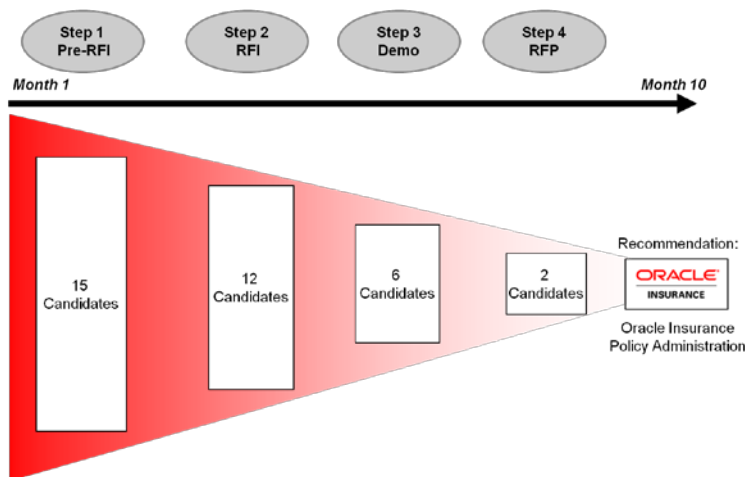 Step 1
Pre-RFI
Step 2
RFI
Step 3
Demo
Step 4
RFP
Month 1
Month 10
15
Candidates
12
Candidates
6
Candidates
2
Candidates
Recommendation:
ORACLE
INSURANCE
Oracle Insurance
Policy Administration